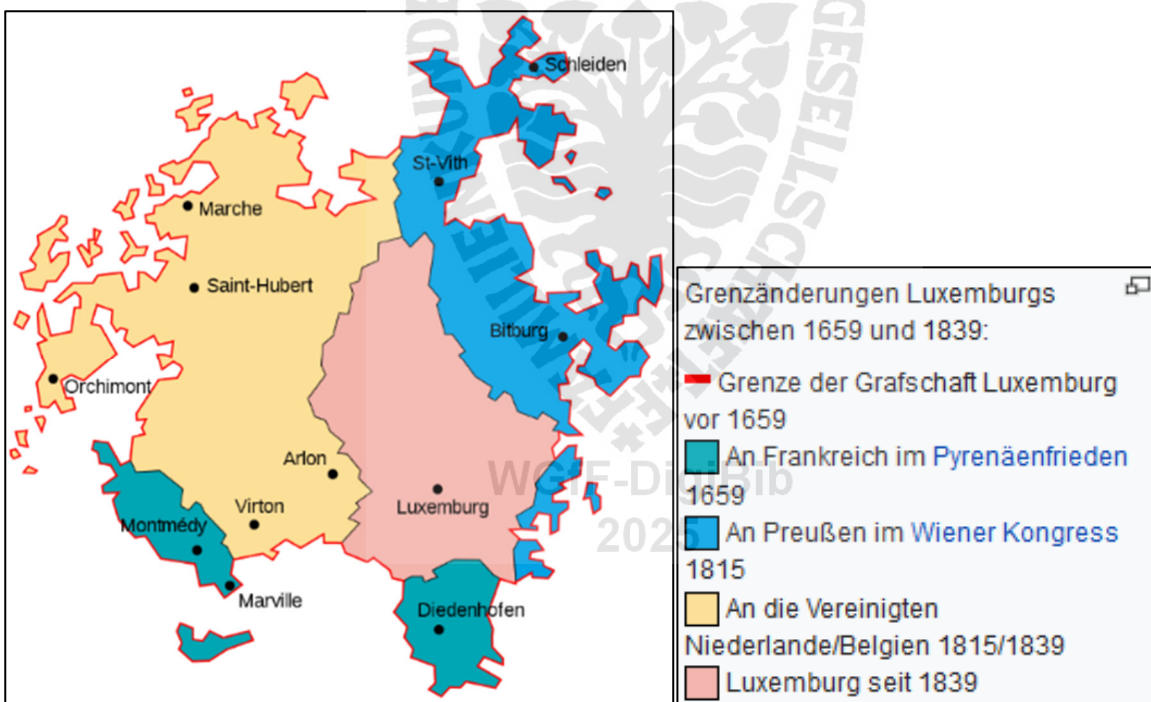 Schleiden
St-Vith
Marche
Saint-Hubert
Bitburg
Orchimont
Arlon
Luxemburg
Virton
Montmédy
Marville
Diedenhofen
Grenzänderungen Luxemburgs
zwischen 1659 und 1839:
Grenze der Grafschaft Luxemburg
vor 1659
An Frankreich im Pyrenäenfrieden
1659
An Preußen im Wiener Kongress
1815
An die Vereinigten
Niederlande/Belgien 1815/1839
Luxemburg seit 1839
WGfF-DigiBib
2025